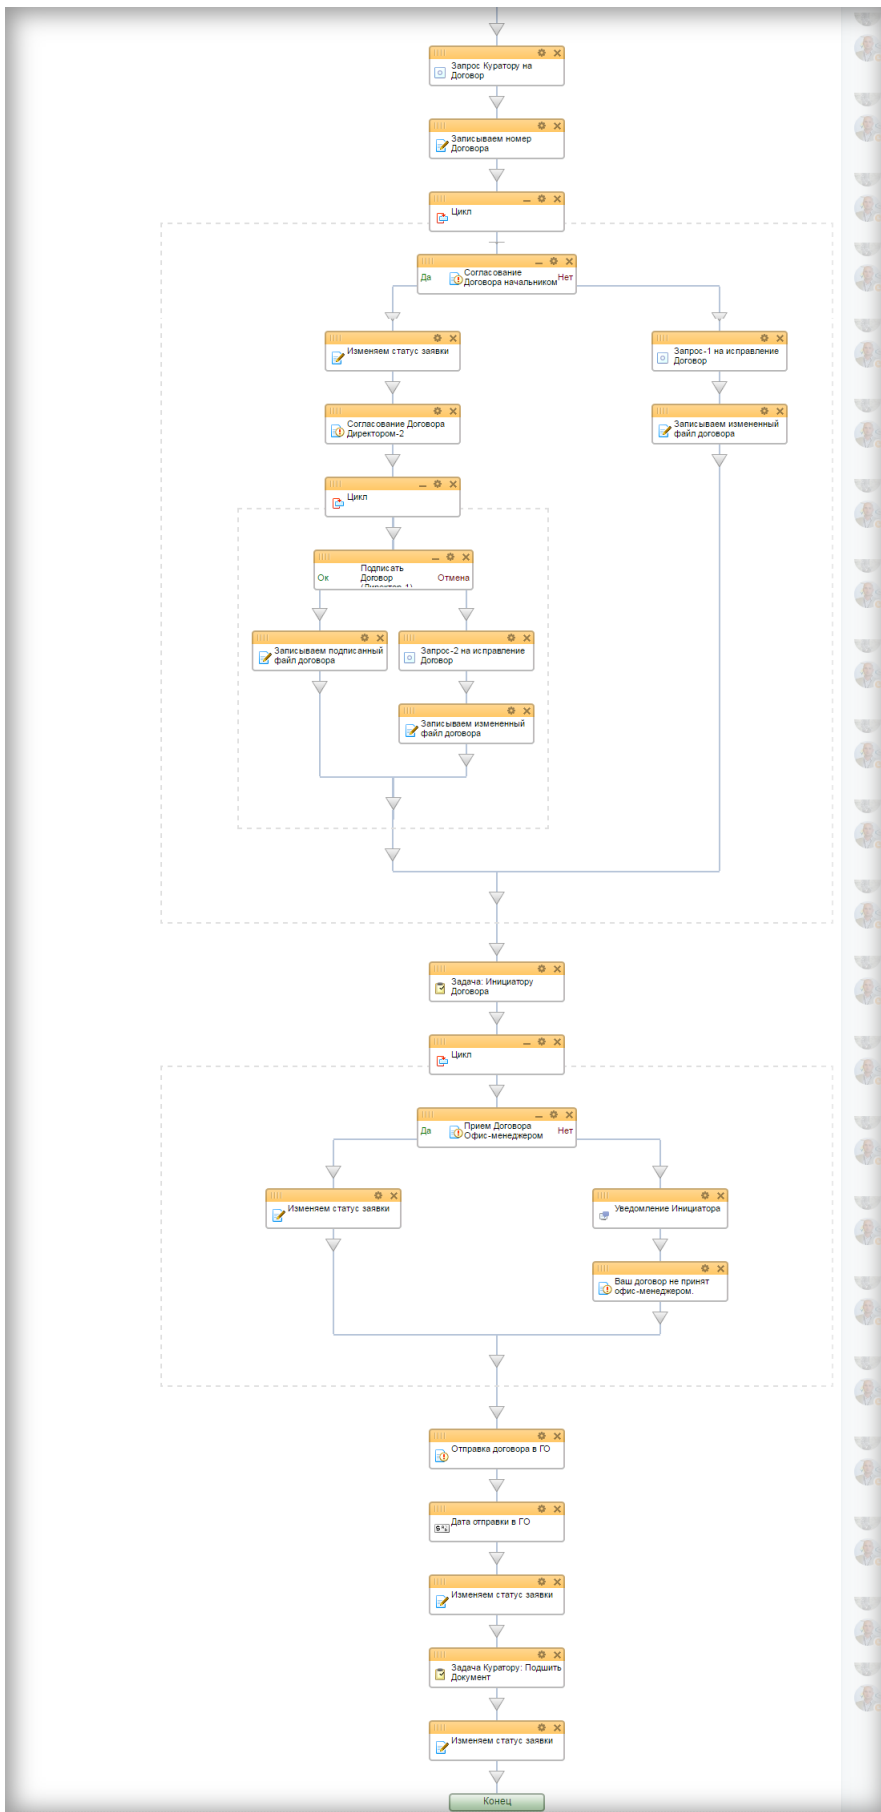 Запрос Куратору на
Договор
Записываем номер
Договора
Цикл
Да
Согласование
Договора начальником
Нет
Изменяем статус заявки
Запрос-1 на исправление
Договор
Согласование Договора
Директором-2
Записываем измененный
файл договора
Цикл
Ок
Подписать
Договор
(Директор-1)
Отмена
Записываем подписанный
файл договора
Запрос-2 на исправление
Договор
Записываем измененный
файл договора
Задача: Инициатору
Договора
Цикл
Да
Прием Договора
Офис-менеджером
Нет
Изменяем статус заявки
Уведомление Инициатора
Ваш договор не принят
офис-менеджером.
Отправка договора в ГО
Дата отправки в ГО
Изменяем статус заявки
Задача Куратору: Подшить
Документ
Изменяем статус заявки
Конец